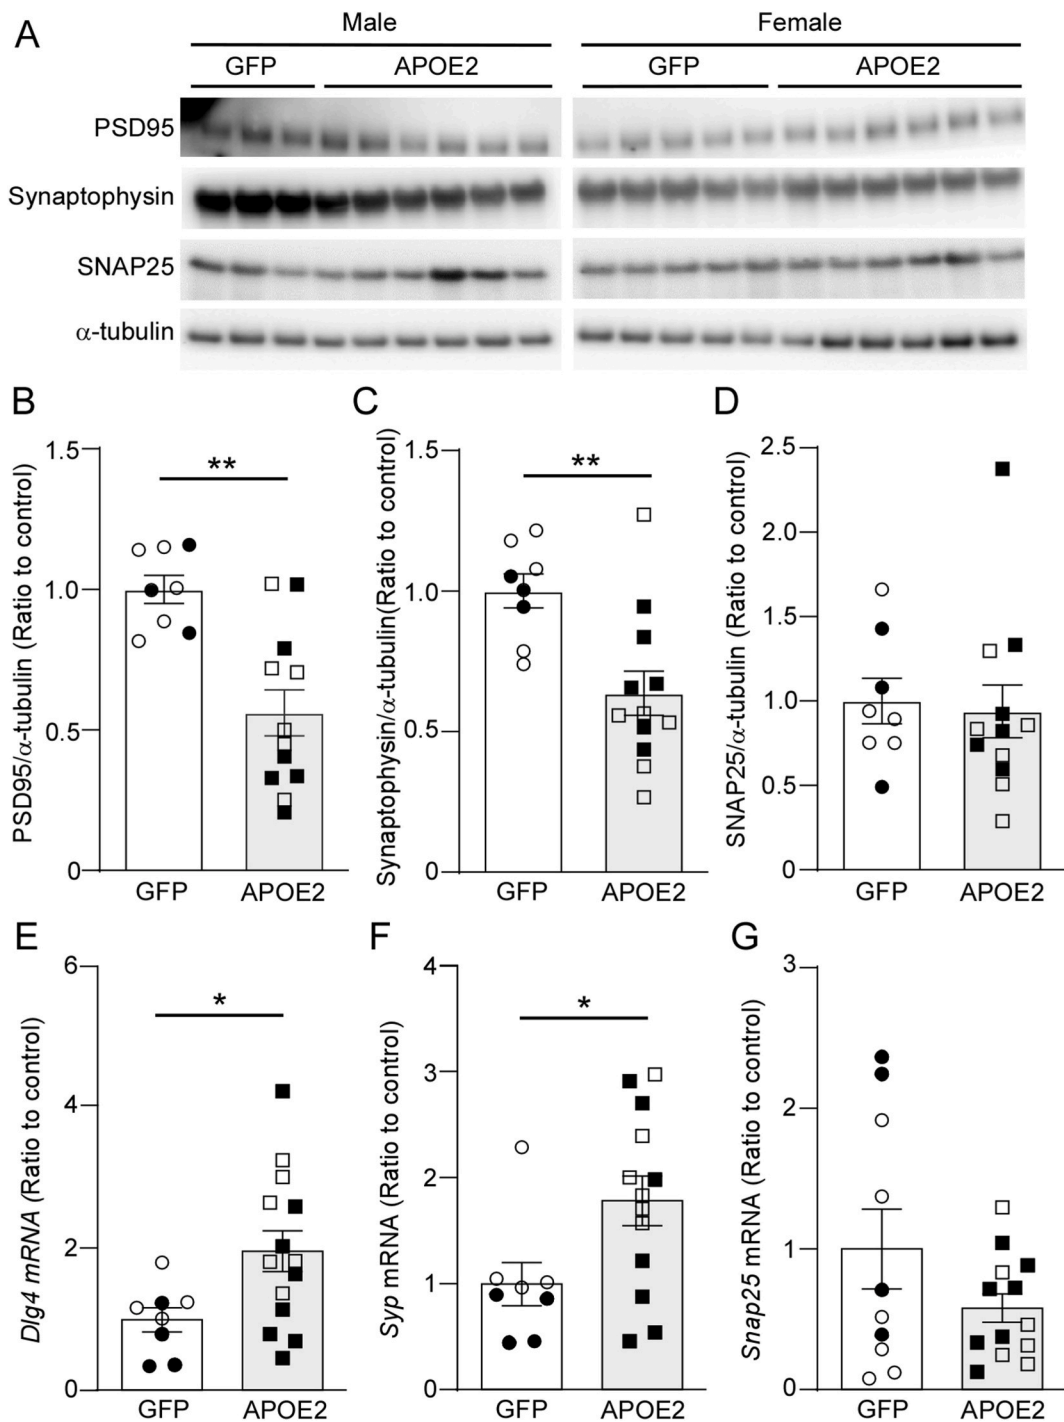 A
Male
Female
GFP
APOE2
GFP
APOE2
PSD95
Synaptophysin
SNAP25
α-tubulin
B
PSD95/α-tubulin (Ratio to control)
1.5
1.0
0.5
0
**
GFP
APOE2
C
Synaptophysin/α-tubulin(Ratio to control)
1.5
1.0
0.5
0
**
GFP
APOE2
D
SNAP25/α-tubulin (Ratio to control)
2.5
2.0
1.5
1.0
0.5
0
GFP
APOE2
E
Dlg4 mRNA (Ratio to control)
6
4
2
0
*
GFP
APOE2
F
Syp mRNA (Ratio to control)
4
3
2
1
0
*
GFP
APOE2
G
Snap25 mRNA (Ratio to control)
3
2
1
0
GFP
APOE2